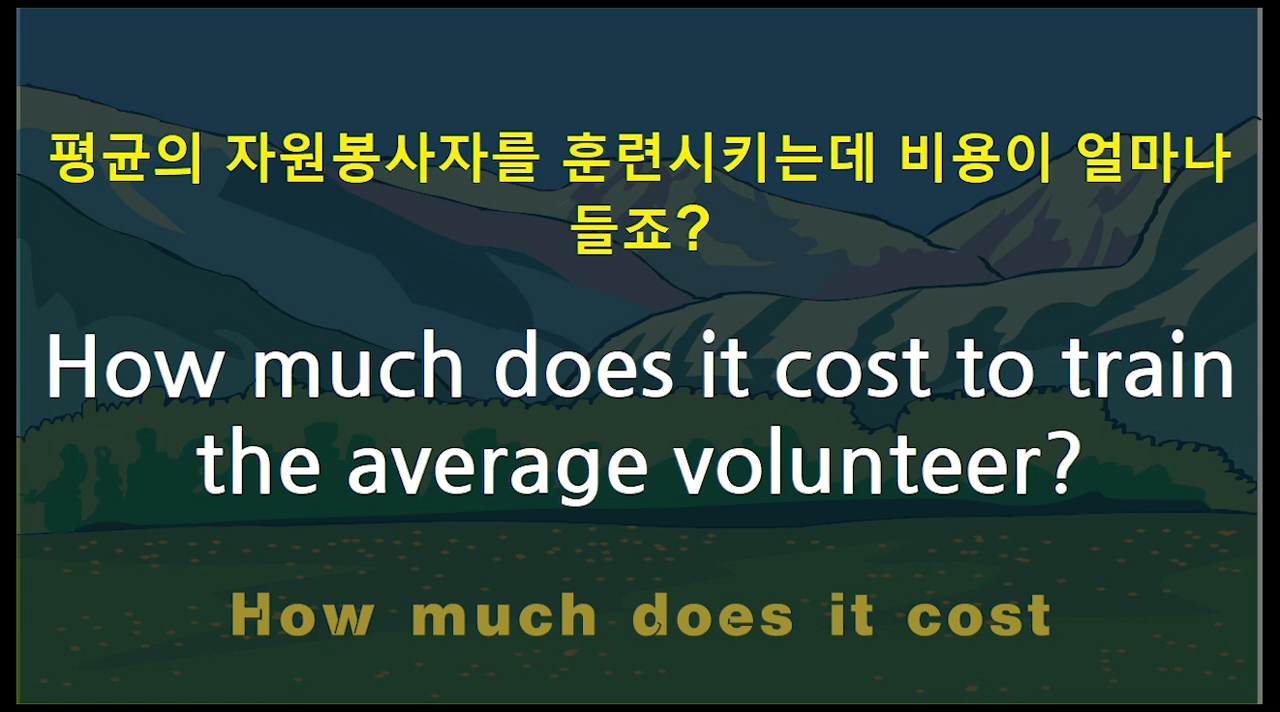 평균의 자원봉사자를 훈련시키는데 비용이 얼마나
들죠?
How much does it cost to train
the average volunteer?
How much does it cost